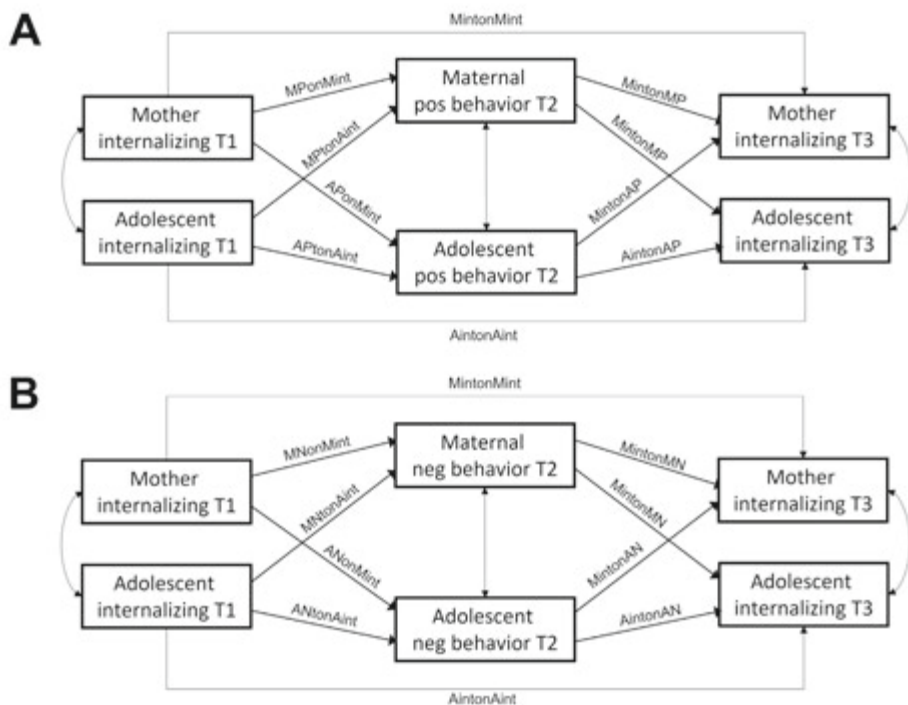 A
MintonMint
Mother
internalizing T1
Adolescent
internalizing T1
MPonMint
MPtonAint
APonMint
APtonAint
Maternal
pos behavior T2
Adolescent
pos behavior T2
MintonMP
MintonMP
MintonAP
AintonAP
Mother
internalizing T3
Adolescent
internalizing T3
AintonAint
B
MintonMint
Mother
internalizing T1
Adolescent
internalizing T1
MNonMint
MNtonAint
ANonMint
ANtonAint
Maternal
neg behavior T2
Adolescent
neg behavior T2
MintonMN
MintonMN
MintonAN
AintonAN
Mother
internalizing T3
Adolescent
internalizing T3
AintonAint